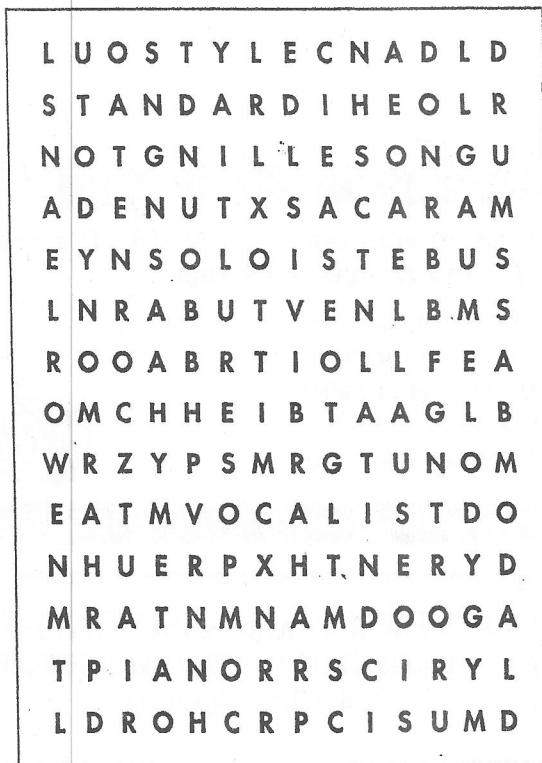 L U O S T Y L E C N A D L D
S T A N D A R D I H E O L R
N O T G N I L L E S O N G U
A D E N U T X S A C A R A M
E Y N S O L O I S T E B U S
L N R A B U T V E N L B M S
R O O A B R T I O L L F E A
O M C H H E I B T A A G L B
W R Z Y P S M R G T U N O M
E A T M V O C A L I S T D O
N H U E R P X H T N E R Y D
M R A T N M N A M D O O G A
T P I A N O R R S C I R Y L
L D R O H C R P C I S U M D